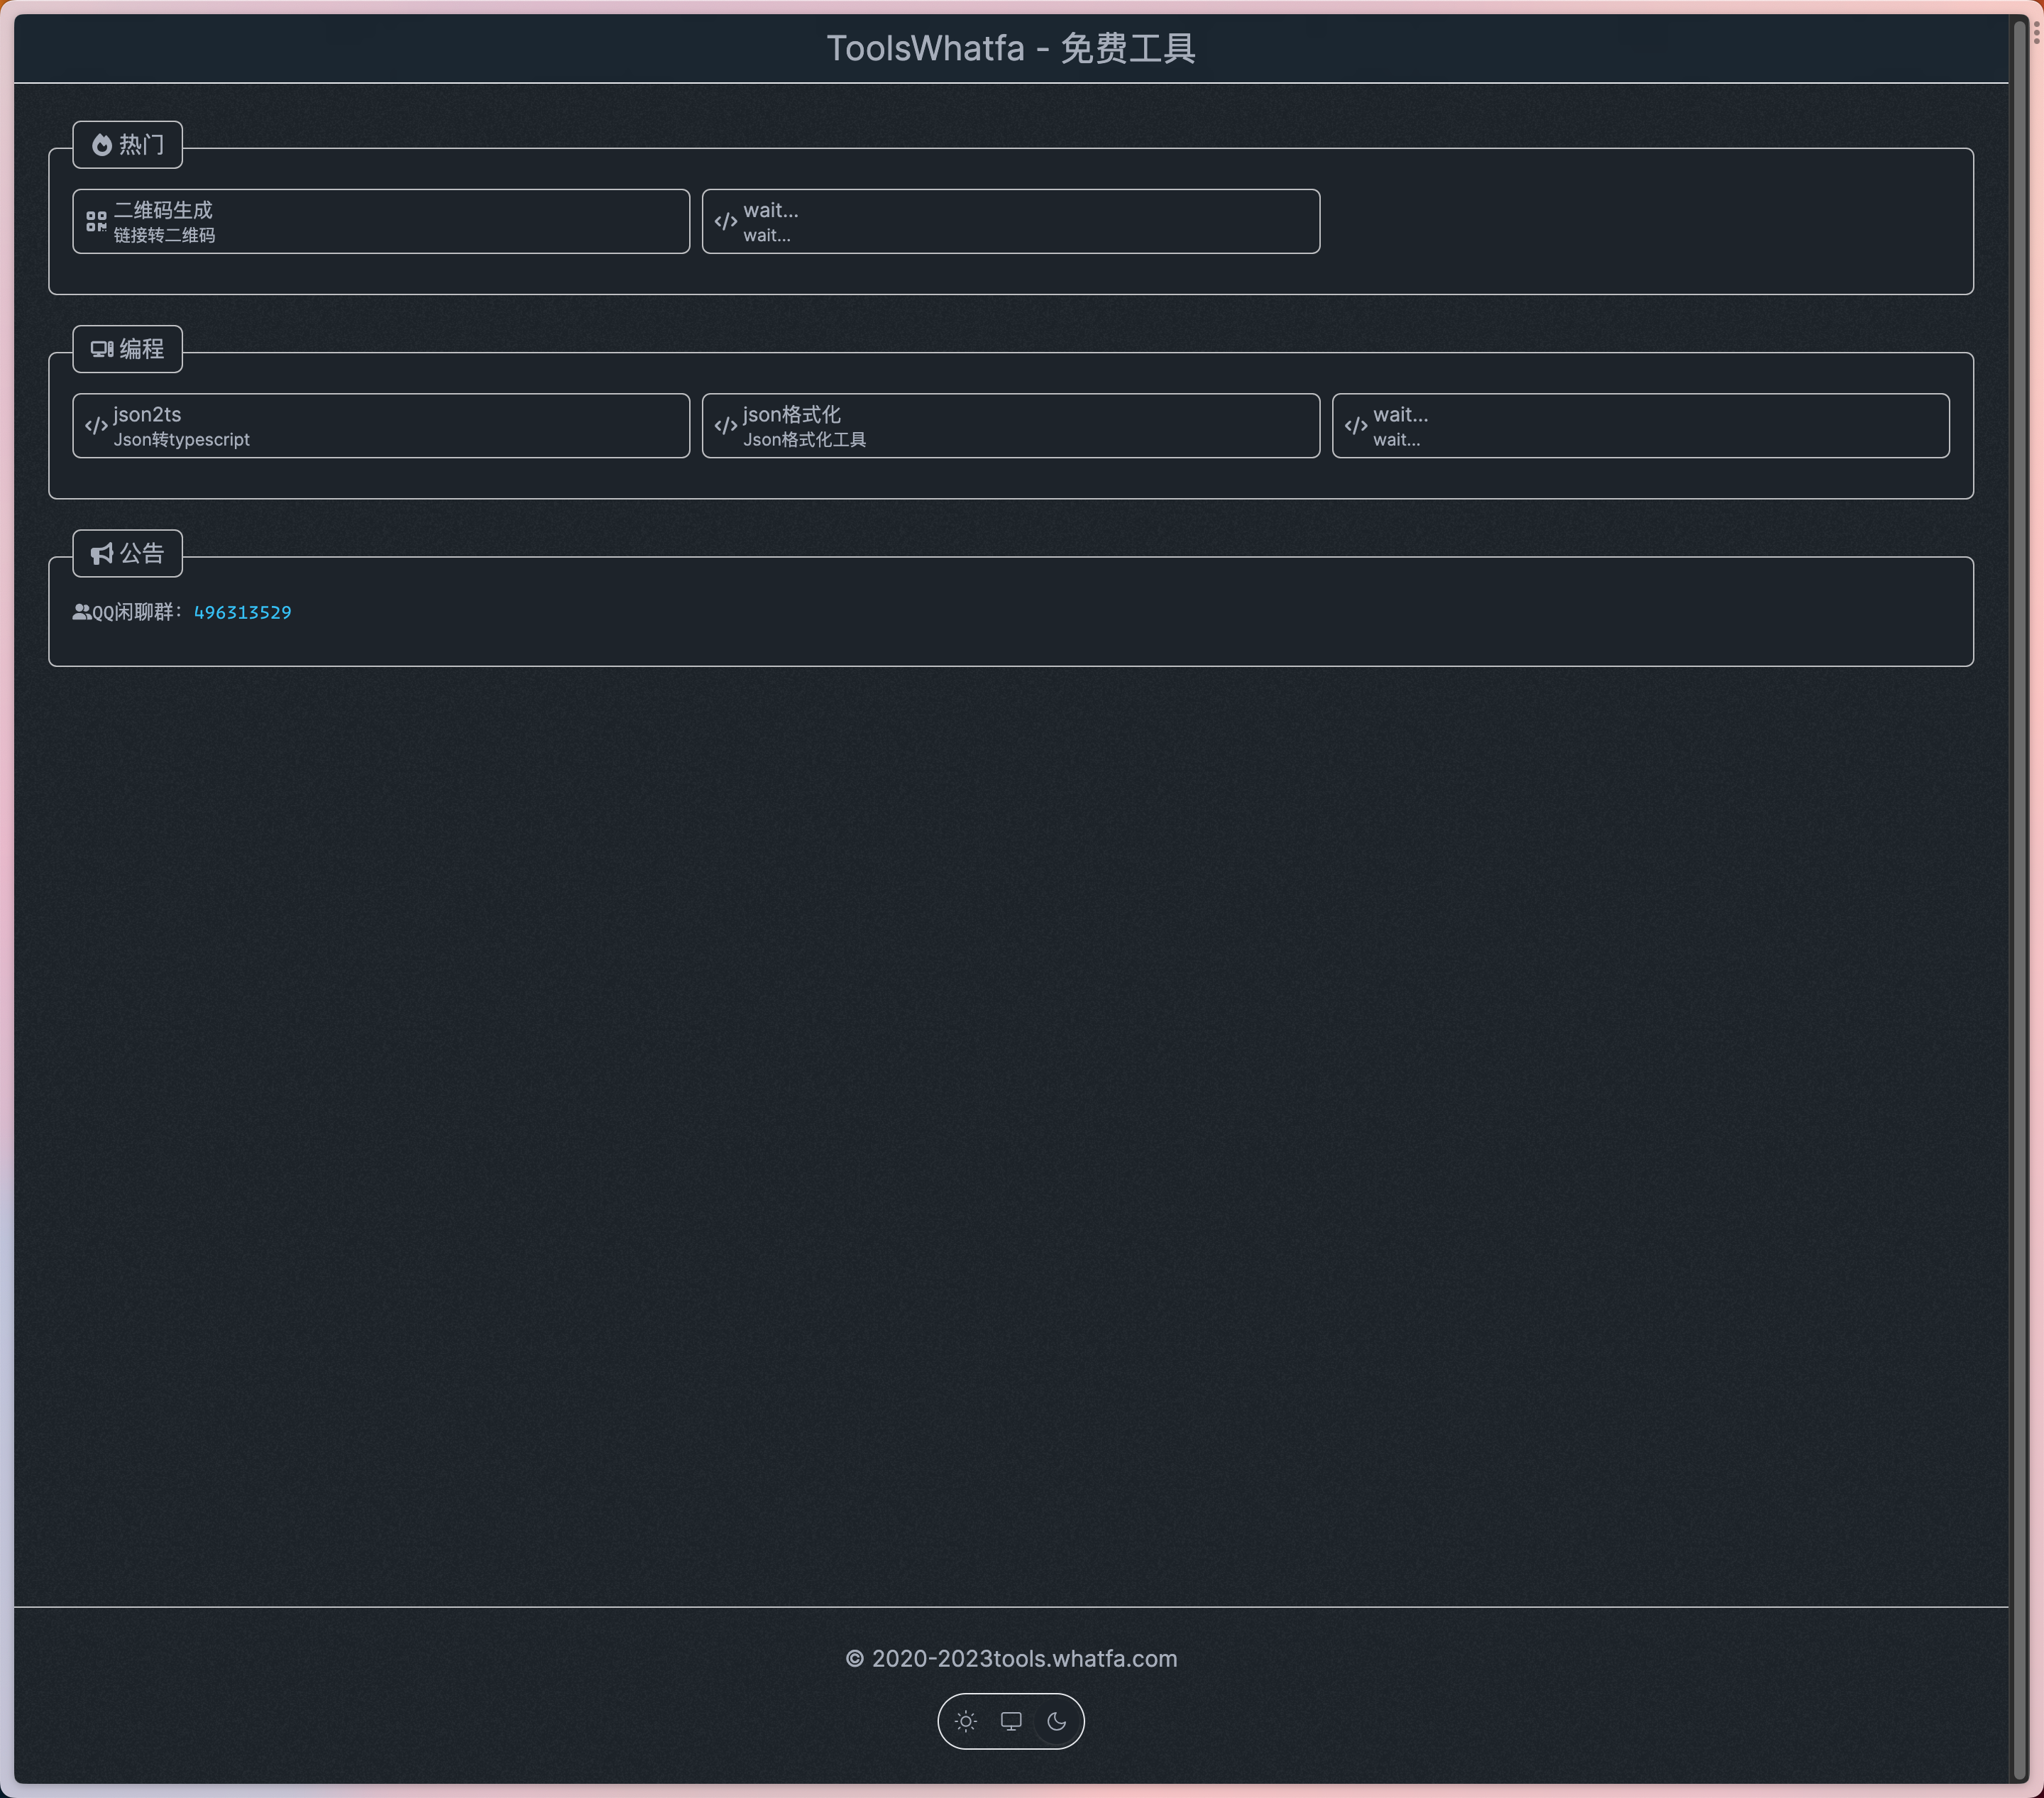 ToolsWhatfa - 免费工具
热门
二维码生成
链接转二维码
wait...
wait...
编程
json2ts
Json转typescript
json格式化
Json格式化工具
wait...
wait...
公告
QQ闲聊群：496313529
© 2020-2023tools.whatfa.com